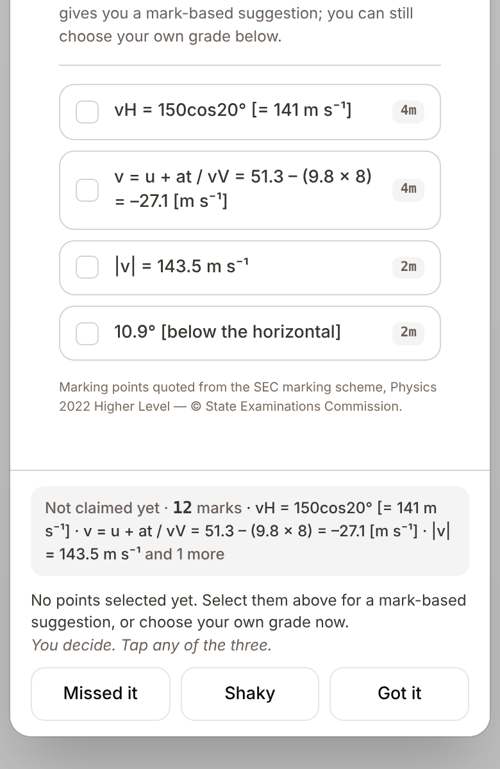 gives you a mark-based suggestion; you can still
choose your own grade below.
vH = 150cos20° [= 141 m s⁻¹]
4m
v = u + at / vV = 51.3 – (9.8 × 8)
= –27.1 [m s⁻¹]
4m
|v| = 143.5 m s⁻¹
2m
10.9° [below the horizontal]
2m
Marking points quoted from the SEC marking scheme, Physics
2022 Higher Level — © State Examinations Commission.
Not claimed yet · 12 marks · vH = 150cos20° [= 141 m
s⁻¹] · v = u + at / vV = 51.3 – (9.8 × 8) = –27.1 [m s⁻¹] · |v|
= 143.5 m s⁻¹ and 1 more
No points selected yet. Select them above for a mark-based
suggestion, or choose your own grade now.
You decide. Tap any of the three.
Missed it
Shaky
Got it